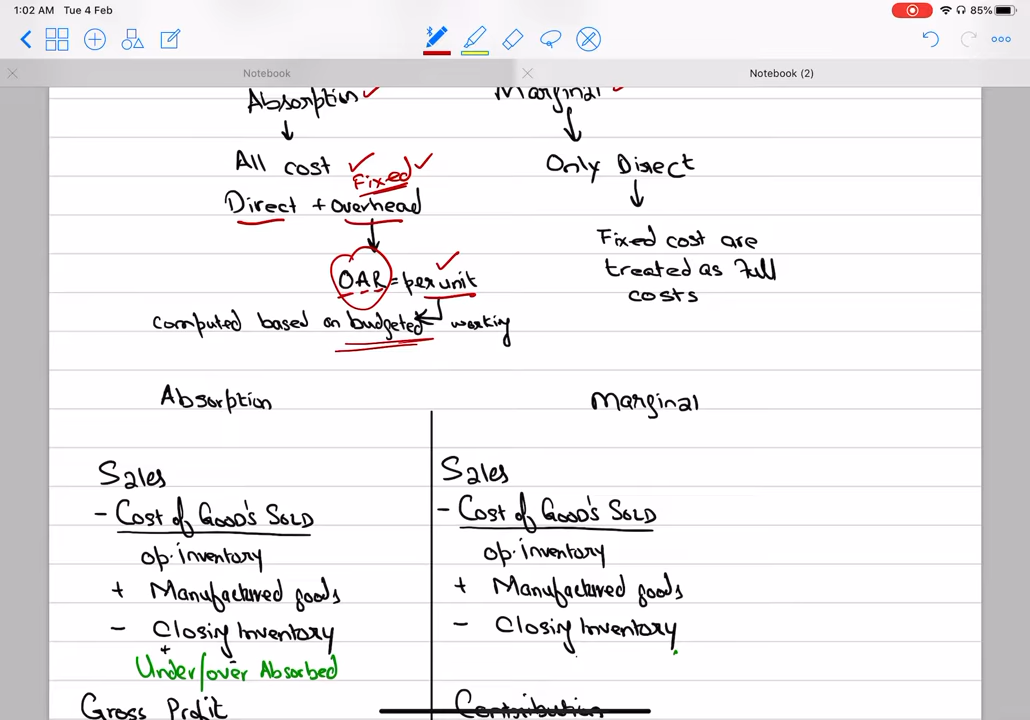 1:02 AM Tue 4 Feb
85%
Notebook
Notebook (2)
Absorption
Marginal
All cost
Fixed
Direct + overhead
Only Direct
Fixed cost are
treated as Full
costs
OAR = per unit
computed based on budgeted working
Absorption
Marginal
Sales
- Cost of Good's Sold
op. inventory
+ Manufactured goods
- Closing Inventory
+
Under/over Absorbed
Gross Profit
Sales
- Cost of Good's Sold
op. inventory
+ Manufactured goods
- Closing Inventory
Contribution